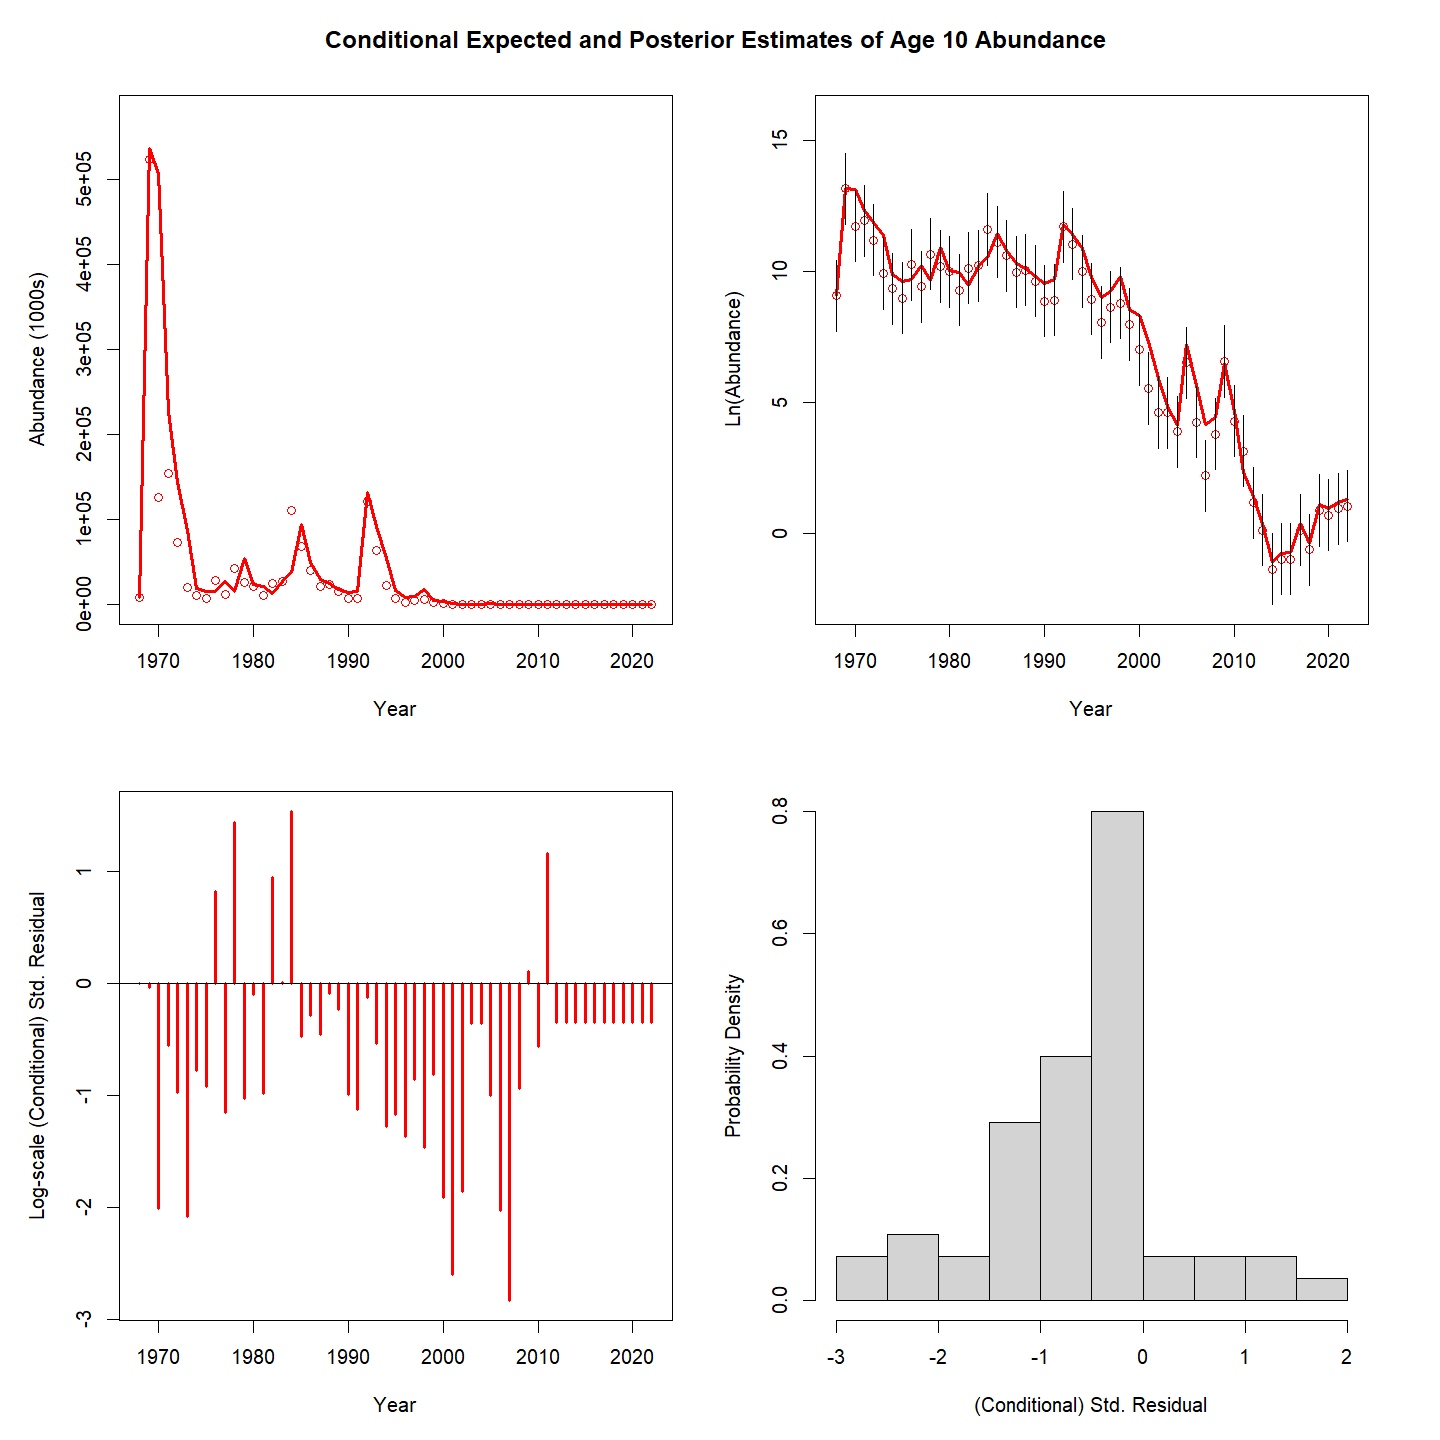 Conditional Expected and Posterior Estimates of Age 10 Abundance
Abundance (1000s)
0e+00 1e+05 2e+05 3e+05 4e+05 5e+05
1970 1980 1990 2000 2010 2020
Year
Ln(Abundance)
0 5 10 15
1970 1980 1990 2000 2010 2020
Year
Log-scale (Conditional) Std. Residual
-3 -2 -1 0 1
1970 1980 1990 2000 2010 2020
Year
Probability Density
0.0 0.2 0.4 0.6 0.8
-3 -2 -1 0 1 2
(Conditional) Std. Residual